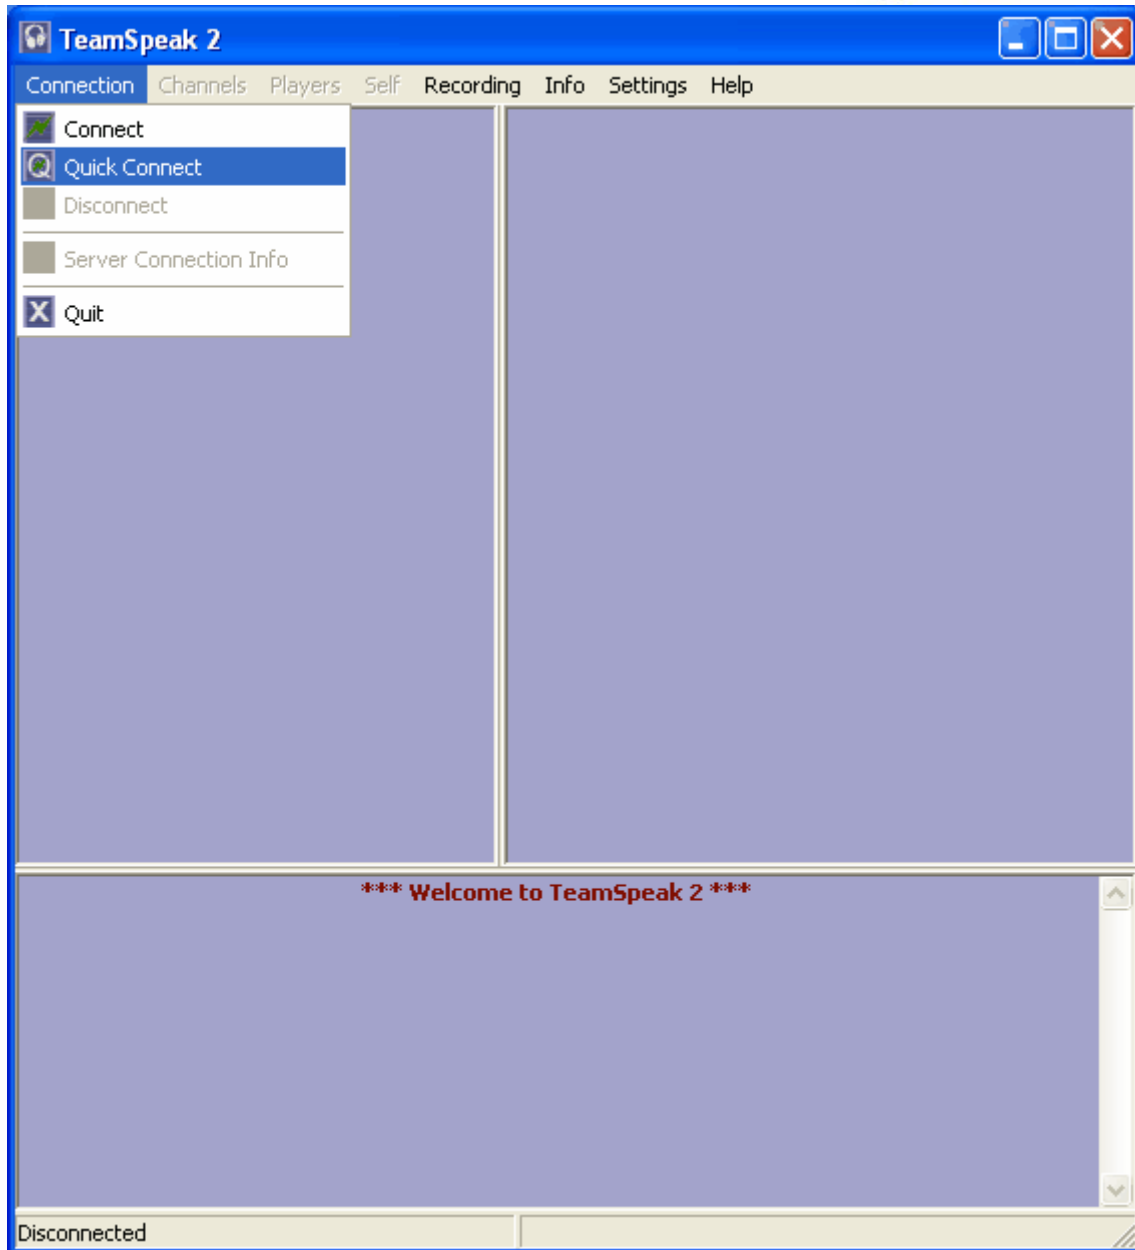 TeamSpeak 2
Connection Channels Players Self Recording Info Settings Help
Connect
Quick Connect
Disconnect
Server Connection Info
Quit
*** Welcome to TeamSpeak 2 ***
Disconnected